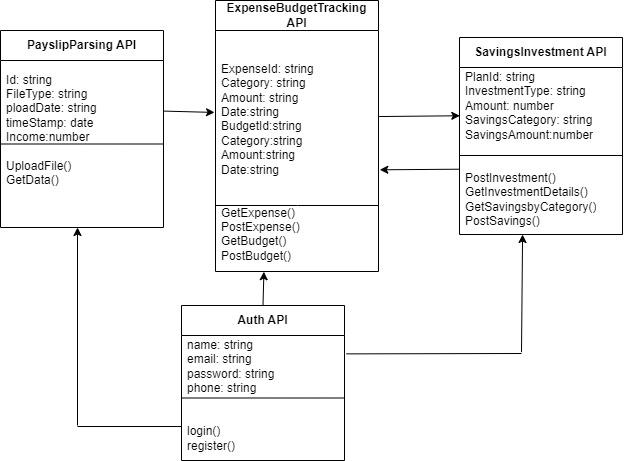 PayslipParsing API
Id: string
FileType: string
ploadDate: string
timeStamp: date
Income:number
UploadFile()
GetData()
ExpenseBudgetTracking
API
ExpenseId: string
Category: string
Amount: string
Date:string
BudgetId:string
Category:string
Amount:string
Date:string
GetExpense()
PostExpense()
GetBudget()
PostBudget()
SavingsInvestment API
PlanId: string
InvestmentType: string
Amount: number
SavingsCategory: string
SavingsAmount:number
PostInvestment()
GetInvestmentDetails()
GetSavingsbyCategory()
PostSavings()
Auth API
name: string
email: string
password: string
phone: string
login()
register()